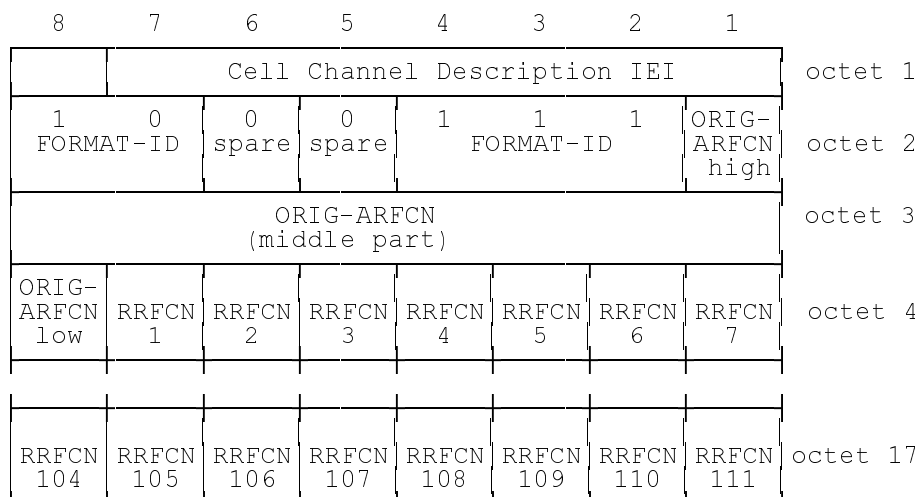 8 7 6 5 4 3 2 1
Cell Channel Description IEI octet 1
1 0 0 0 1 1 1 ORIG-
FORMAT-ID spare spare FORMAT-ID ARFCN octet 2
high
ORIG-ARFCN octet 3
(middle part)
ORIG-
ARFCN RRFCN RRFCN RRFCN RRFCN RRFCN RRFCN RRFCN octet 4
low 1 2 3 4 5 6 7
RRFCN RRFCN RRFCN RRFCN RRFCN RRFCN RRFCN RRFCN octet 17
104 105 106 107 108 109 110 111